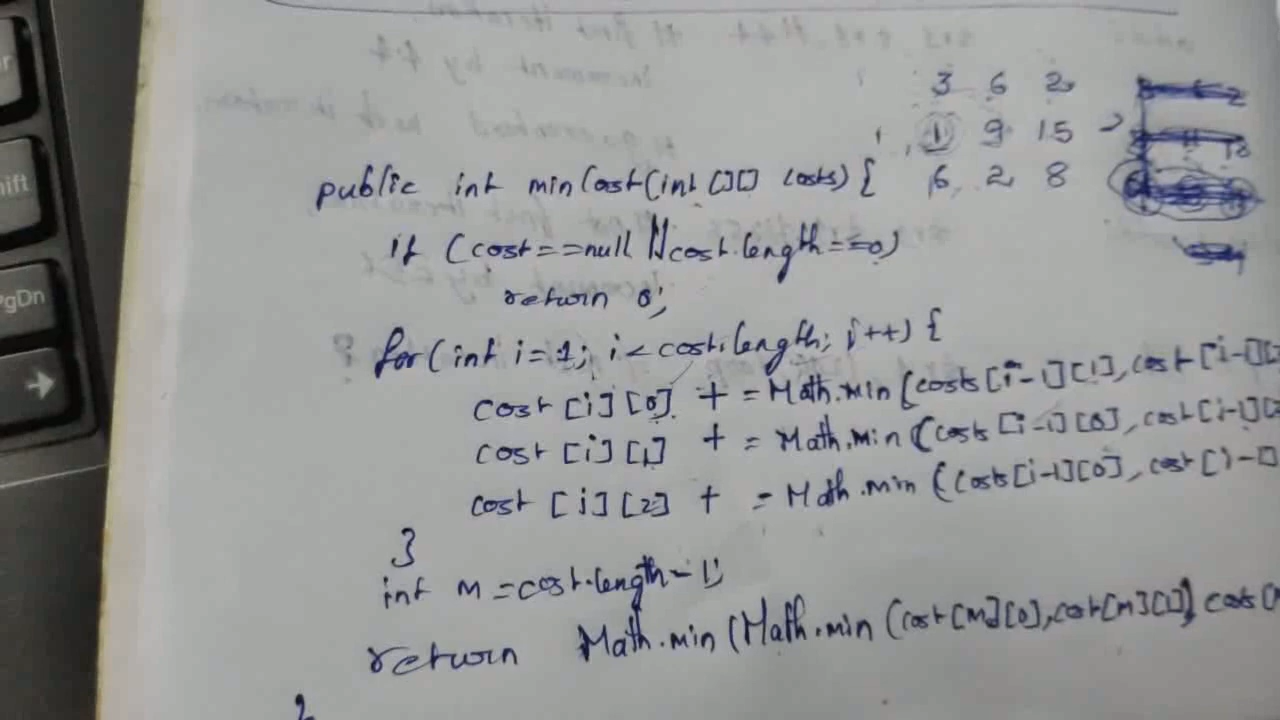 3 6 2
1 9 15
public int minCost(int [][] costs) {
6 2 8
if (cost==null || cost.length==0)
return 0;
for(int i=1; i<cost.length; i++) {
cost [i][0] += Math.min(costs[i-1][1], cost [i-1][
cost [i][1] += Math.min(costs [i-1][0], cost [i-1][
cost [i][2] += Math.min(costs[i-1][0], cost[i-1]
}
int m=cost.length-1;
return Math.min(Math.min(cost[m][0],cost[m][1]) cost[
}
ft
PgDn